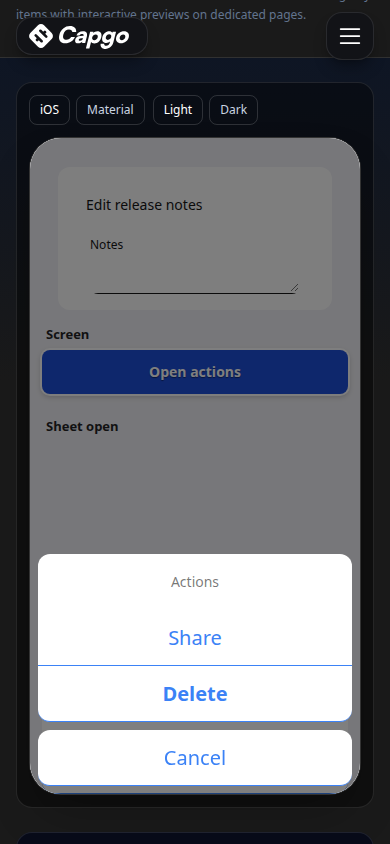 items with interactive previews on dedicated pages.
Capgo
iOS Material Light Dark
Edit release notes
Notes
Screen
Open actions
Sheet open
Actions
Share
Delete
Cancel